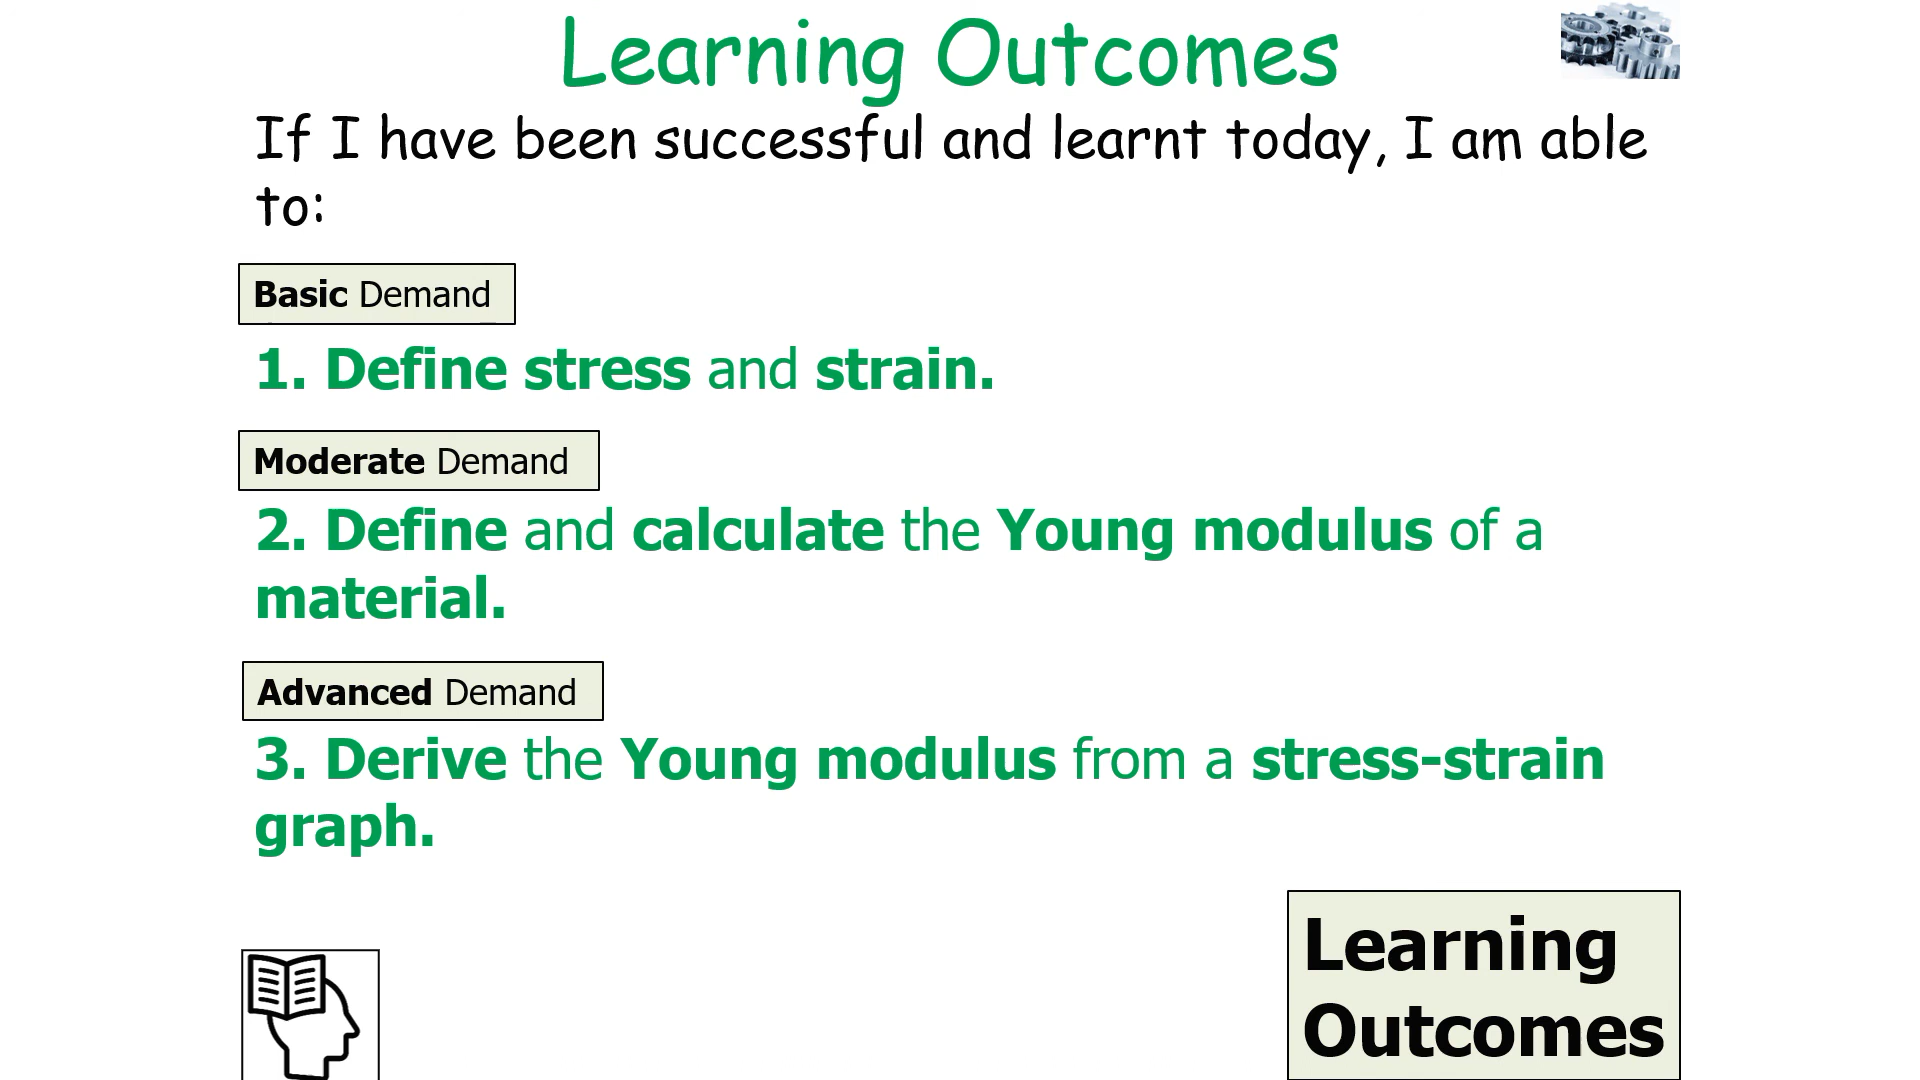 Learning Outcomes
If I have been successful and learnt today, I am able
to:
Basic Demand
1. Define stress and strain.
Moderate Demand
2. Define and calculate the Young modulus of a
material.
Advanced Demand
3. Derive the Young modulus from a stress-strain
graph.
Learning
Outcomes